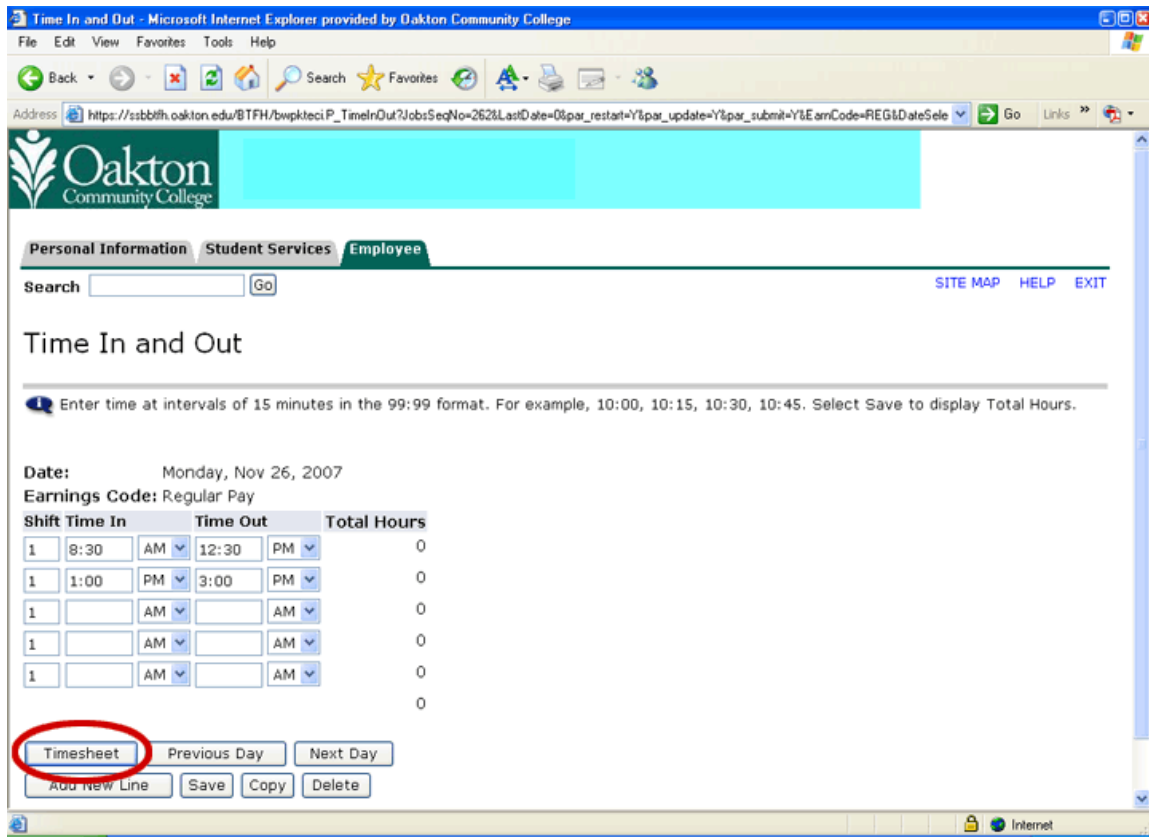 Time In and Out - Microsoft Internet Explorer provided by Oakton Community College
File Edit View Favorites Tools Help
Back Search Favorites
Address https://ssbbtfh.oakton.edu/BTFH/bwpkteci.P_TimeInOut?JobsSeqNo=262&LastDate=0&par_restart=Y&par_update=Y&par_submit=Y&EarnCode=REG&DateSele Go Links »
Oakton
Community College
Personal Information Student Services Employee
Search Go SITE MAP HELP EXIT
Time In and Out
Enter time at intervals of 15 minutes in the 99:99 format. For example, 10:00, 10:15, 10:30, 10:45. Select Save to display Total Hours.
Date: Monday, Nov 26, 2007
Earnings Code: Regular Pay
Shift Time In Time Out Total Hours
1 8:30 AM 12:30 PM 0
1 1:00 PM 3:00 PM 0
1 AM AM 0
1 AM AM 0
1 AM AM 0
0
Timesheet Previous Day Next Day
Add New Line Save Copy Delete
Internet